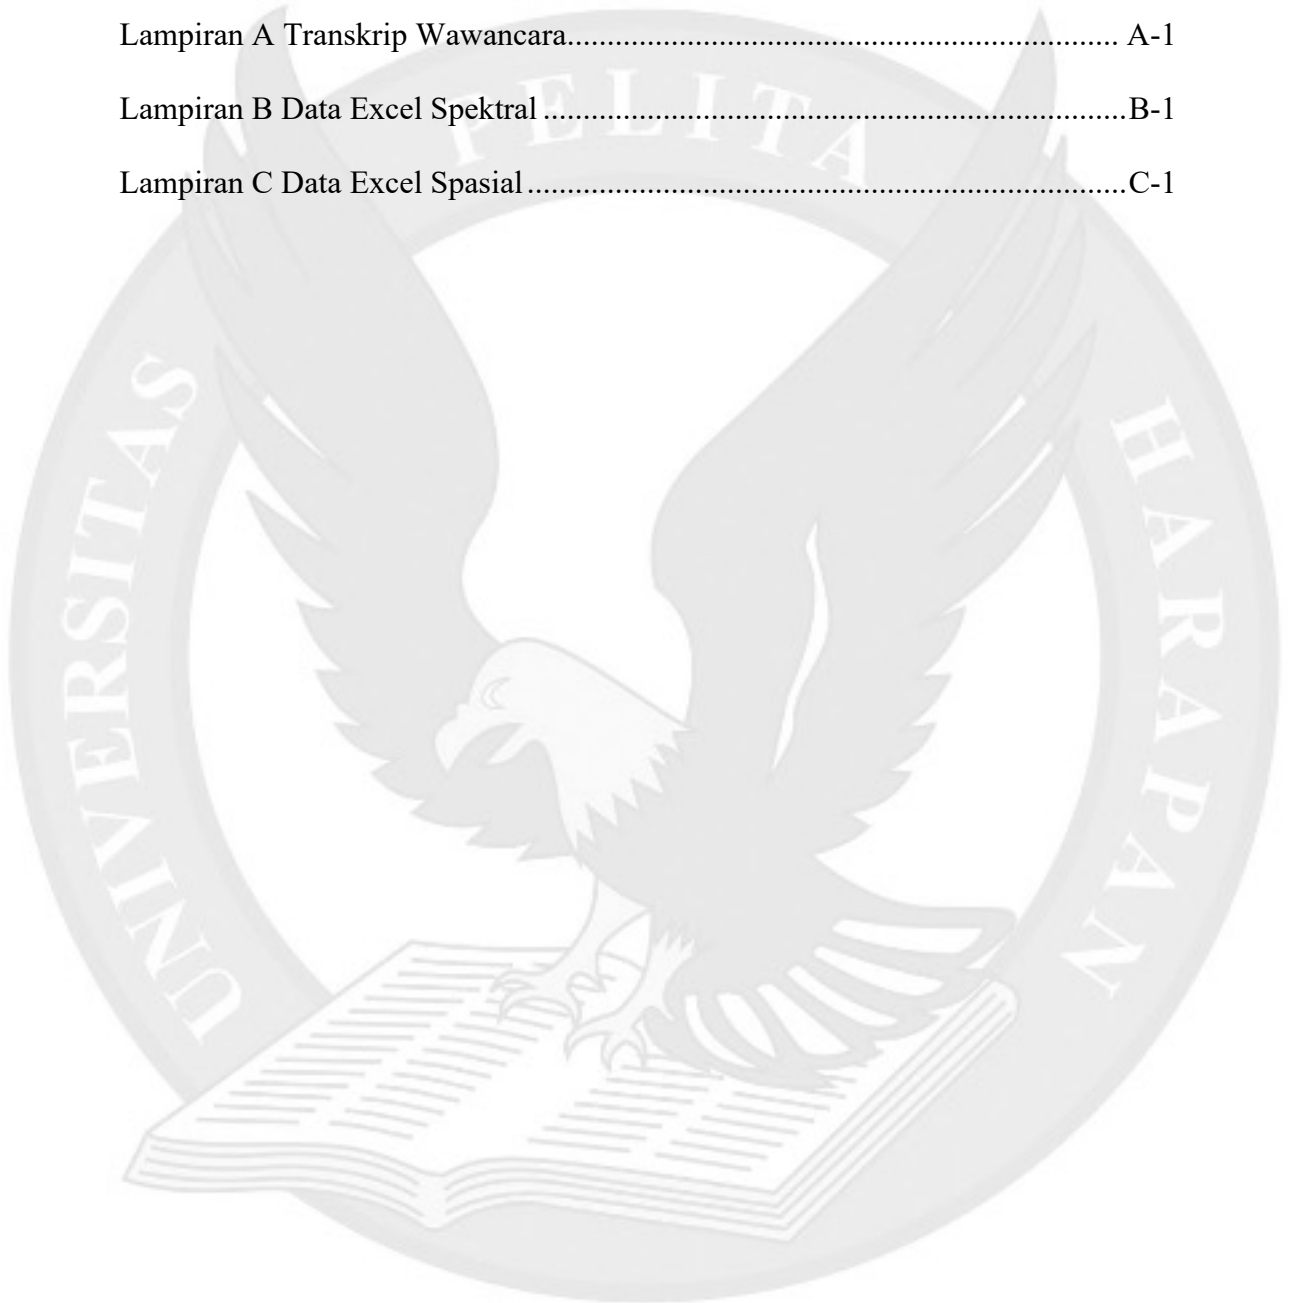 Lampiran A Transkrip Wawancara..................................................................... A-1
Lampiran B Data Excel Spektral.........................................................................B-1
Lampiran C Data Excel Spasial...........................................................................C-1
UNIVERSITAS PELITA HARAPAN